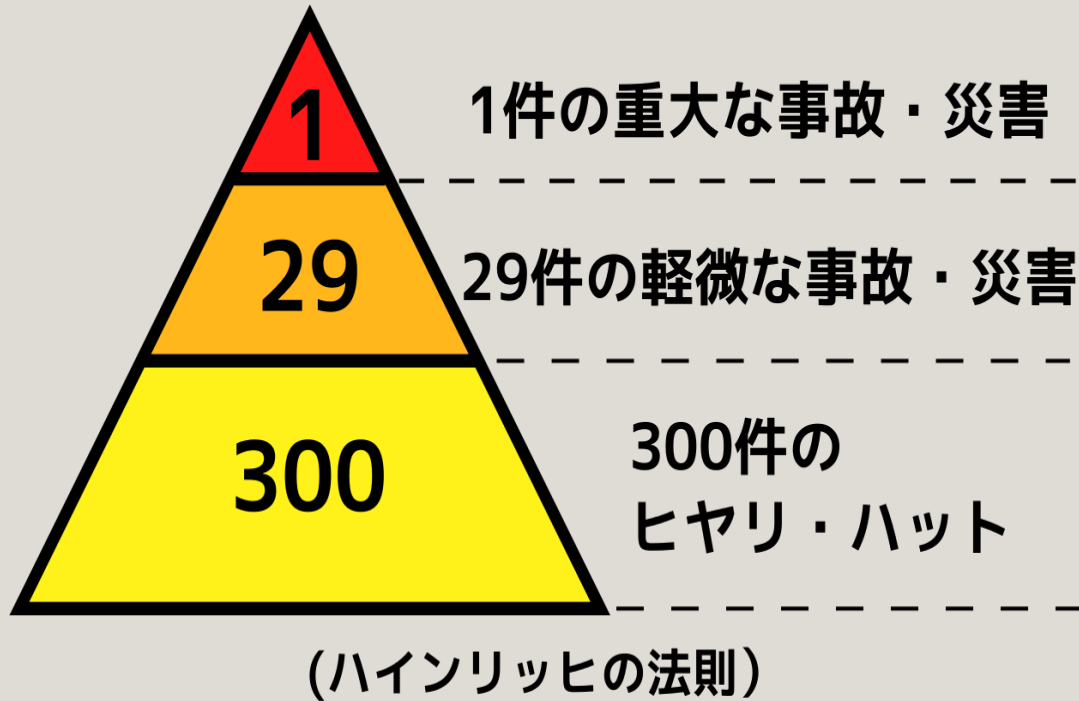 1
1件の重大な事故・災害
29
29件の軽微な事故・災害
300
300件の
ヒヤリ・ハット
(ハインリッヒの法則)